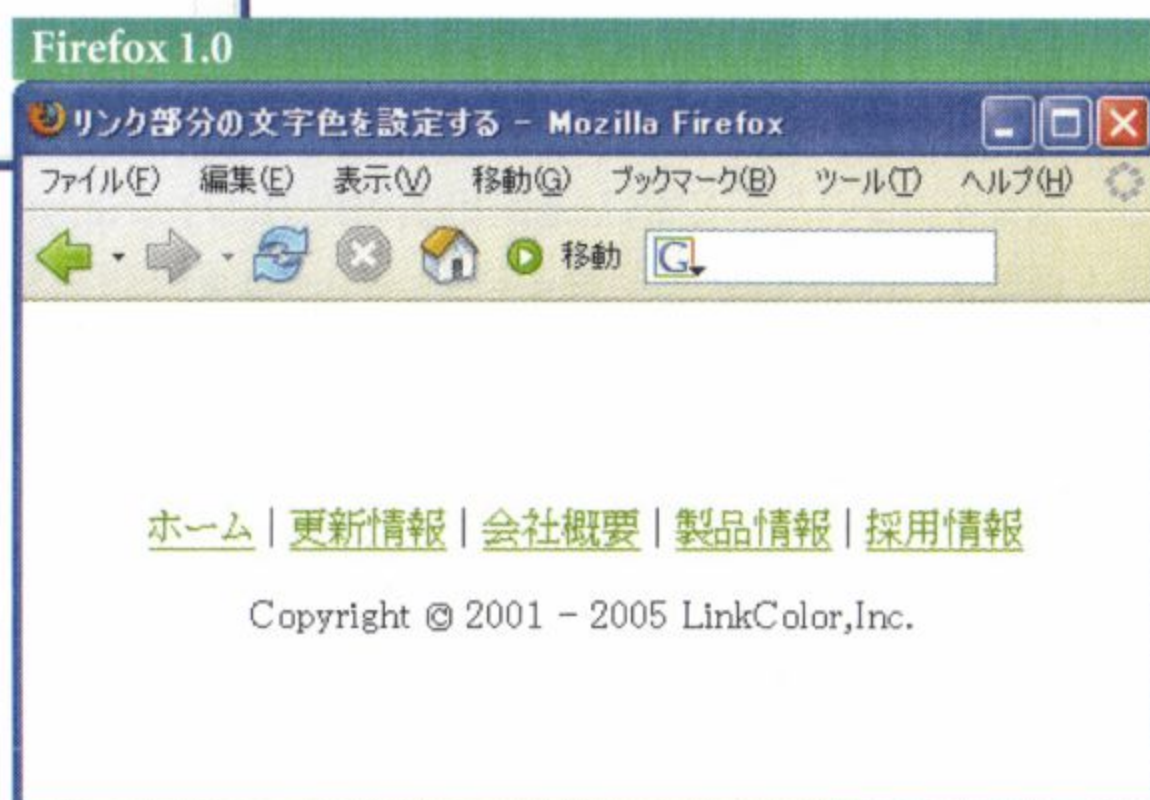 Firefox 1.0
リンク部分の文字色を設定する - Mozilla Firefox
ファイル(F) 編集(E) 表示(V) 移動(G) ブックマーク(B) ツール(T) ヘルプ(H)
移動 G
ホーム | 更新情報 | 会社概要 | 製品情報 | 採用情報
Copyright © 2001 - 2005 LinkColor,Inc.